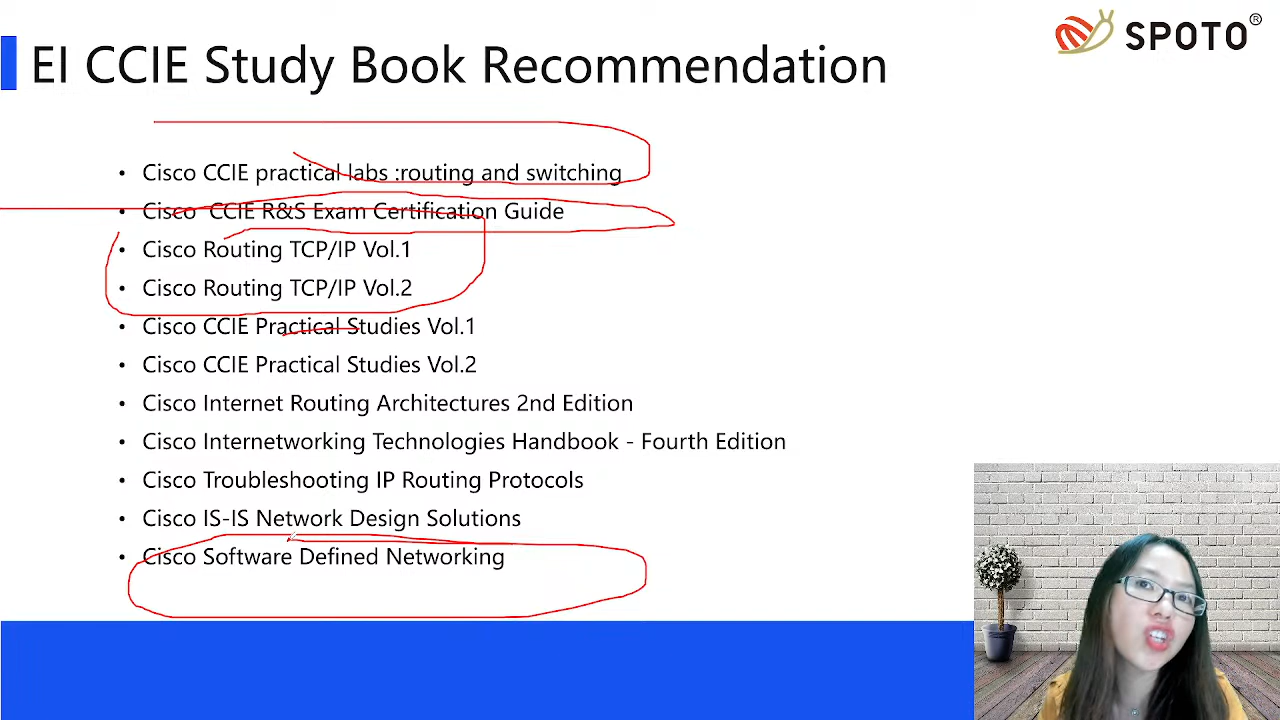 EI CCIE Study Book Recommendation
SPOTO®
• Cisco CCIE practical labs :routing and switching
• Cisco CCIE R&S Exam Certification Guide
• Cisco Routing TCP/IP Vol.1
• Cisco Routing TCP/IP Vol.2
• Cisco CCIE Practical Studies Vol.1
• Cisco CCIE Practical Studies Vol.2
• Cisco Internet Routing Architectures 2nd Edition
• Cisco Internetworking Technologies Handbook - Fourth Edition
• Cisco Troubleshooting IP Routing Protocols
• Cisco IS-IS Network Design Solutions
• Cisco Software Defined Networking